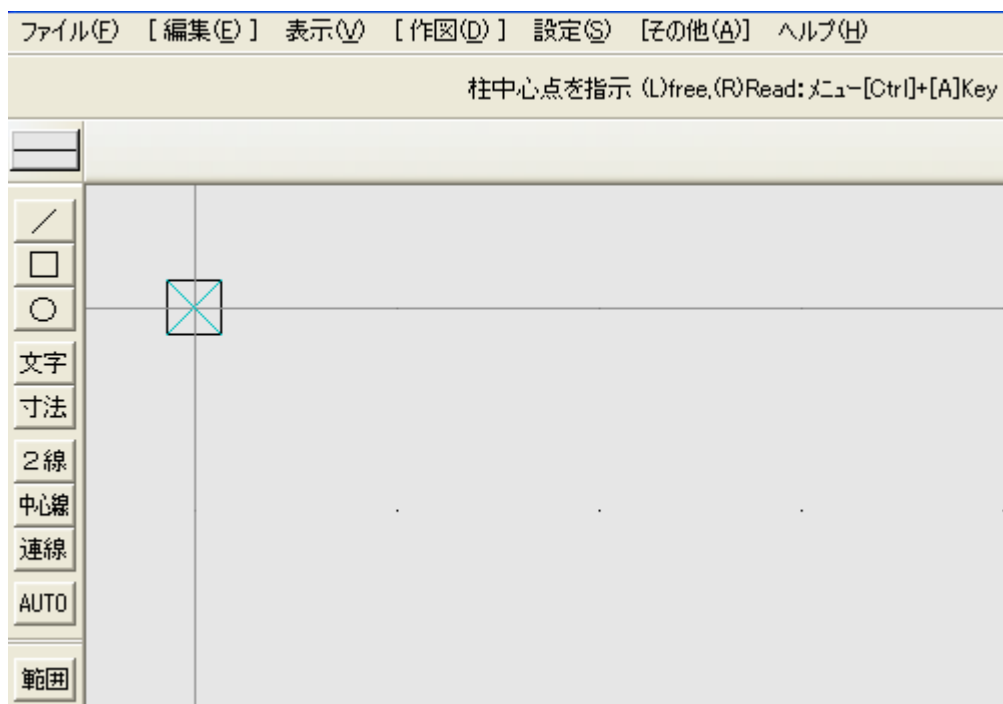 ファイル(F) [ 編集(E) ] 表示(V) [ 作図(D) ] 設定(S) [その他(A)] ヘルプ(H)
柱中心点を指示 (L)free,(R)Read:メニュー[Ctrl]+[A]Key
文字
寸法
２線
中心線
連線
AUTO
範囲